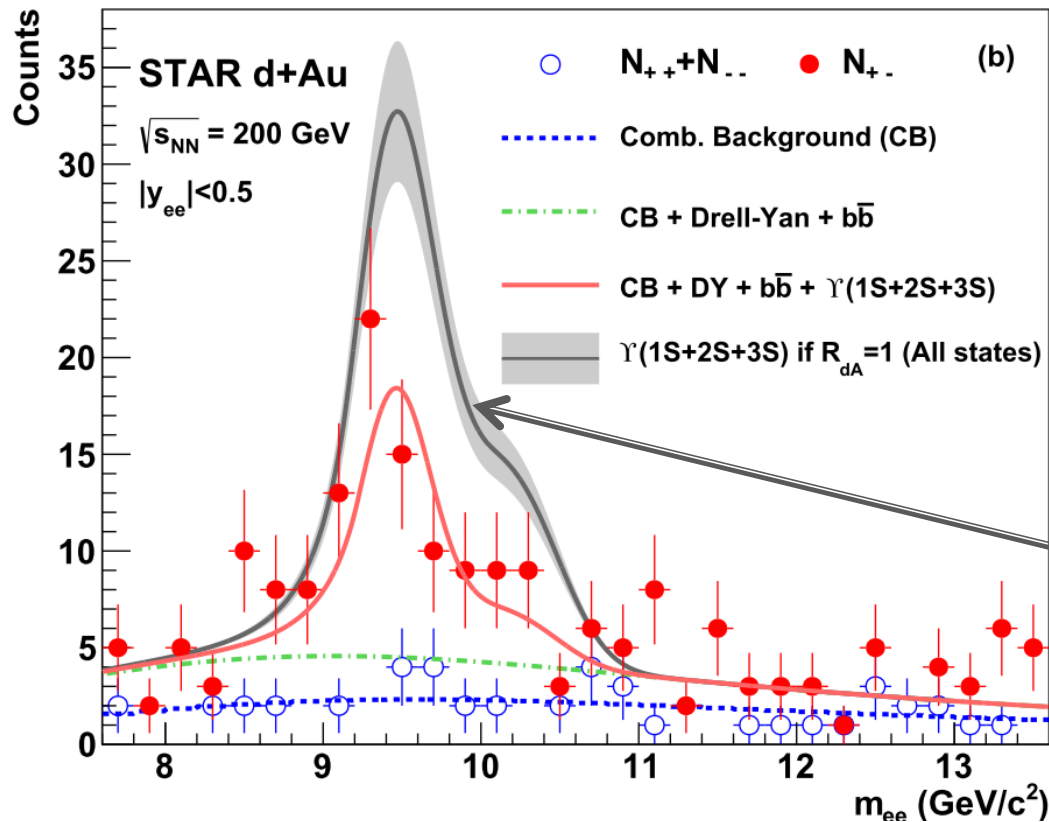 Counts
35
30
25
20
15
10
5
0
STAR d+Au
√s_NN = 200 GeV
|y_ee|<0.5
(b)
N_+ + + N_- -
N_+ -
Comb. Background (CB)
CB + Drell-Yan + bb̅
CB + DY + bb̅ + ϒ(1S+2S+3S)
ϒ(1S+2S+3S) if R_dA=1 (All states)
8 9 10 11 12 13
m_ee (GeV/c²)